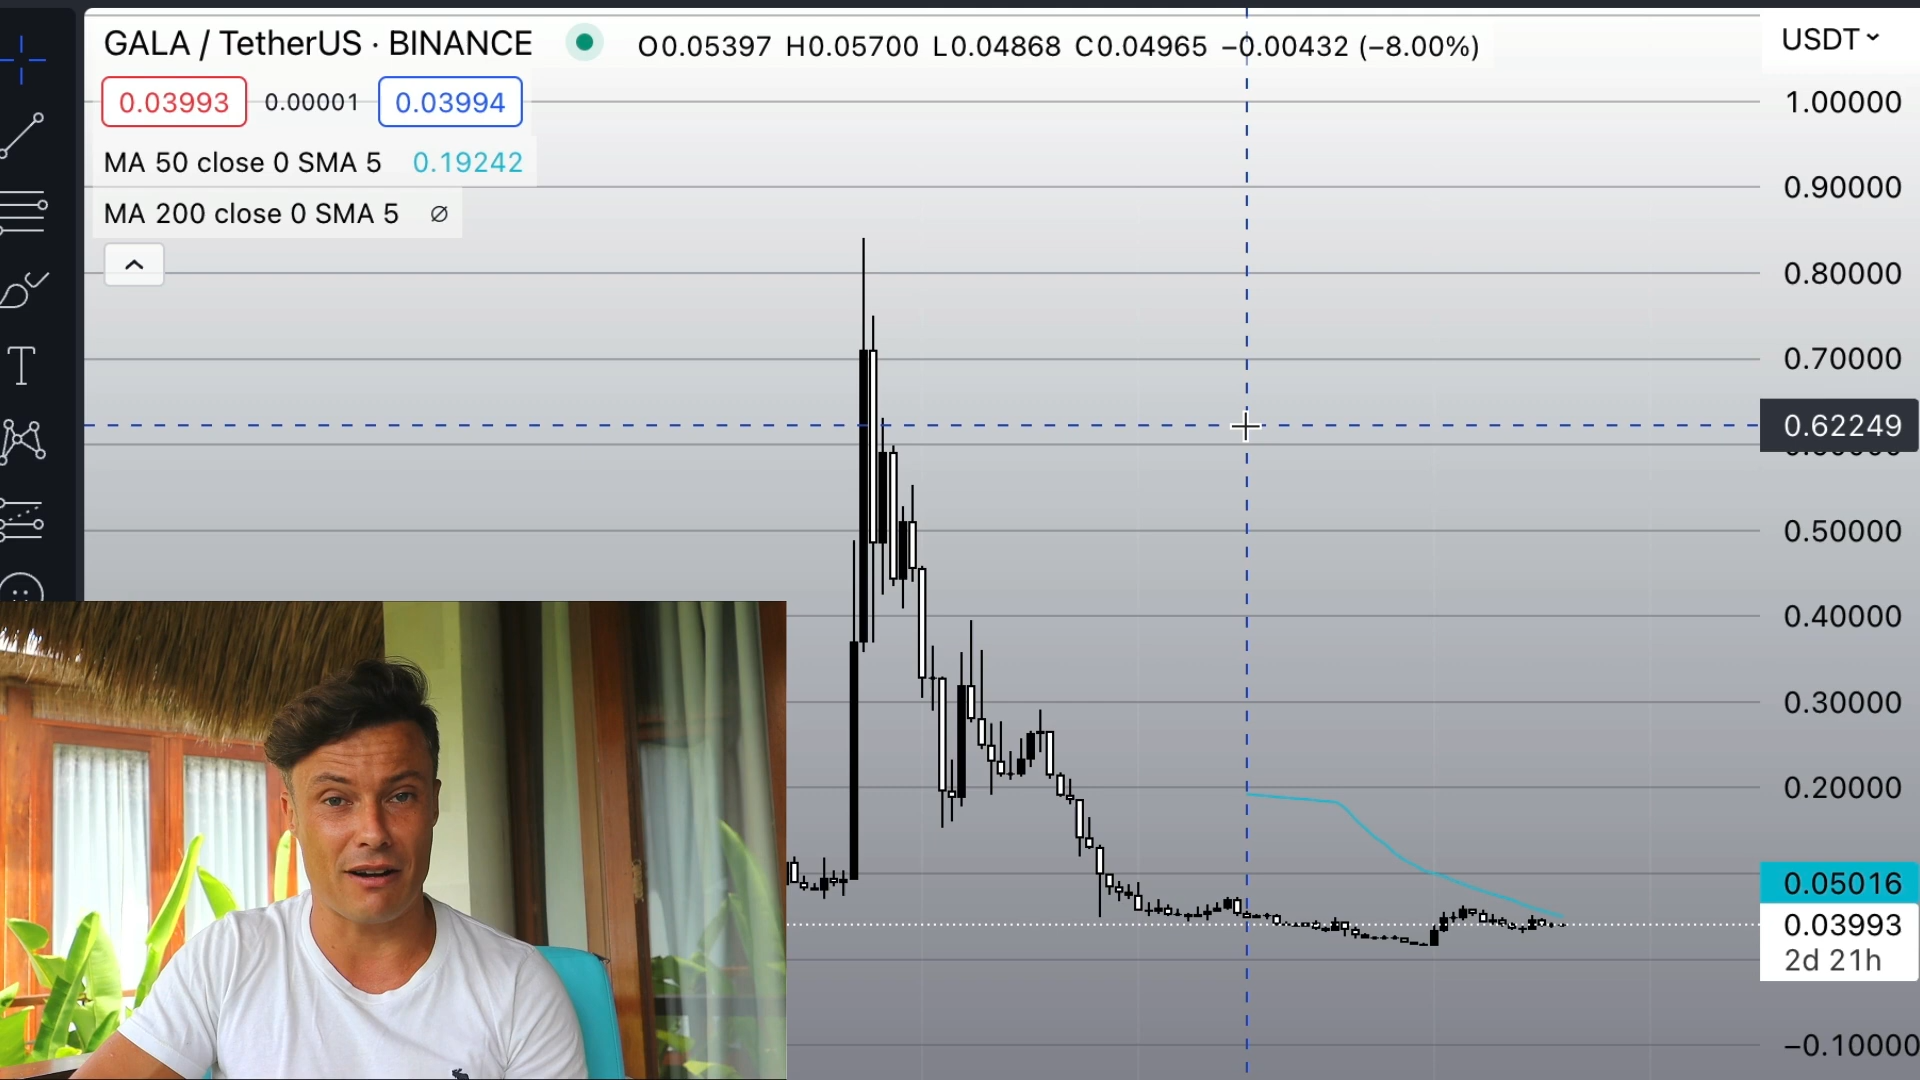 GALA / TetherUS · BINANCE O0.05397 H0.05700 L0.04868 C0.04965 −0.00432 (−8.00%) USDT
0.03993 0.00001 0.03994
MA 50 close 0 SMA 5 0.19242
MA 200 close 0 SMA 5 ∅
1.00000
0.90000
0.80000
0.70000
0.62249
0.50000
0.40000
0.30000
0.20000
0.05016
0.03993
2d 21h
−0.10000